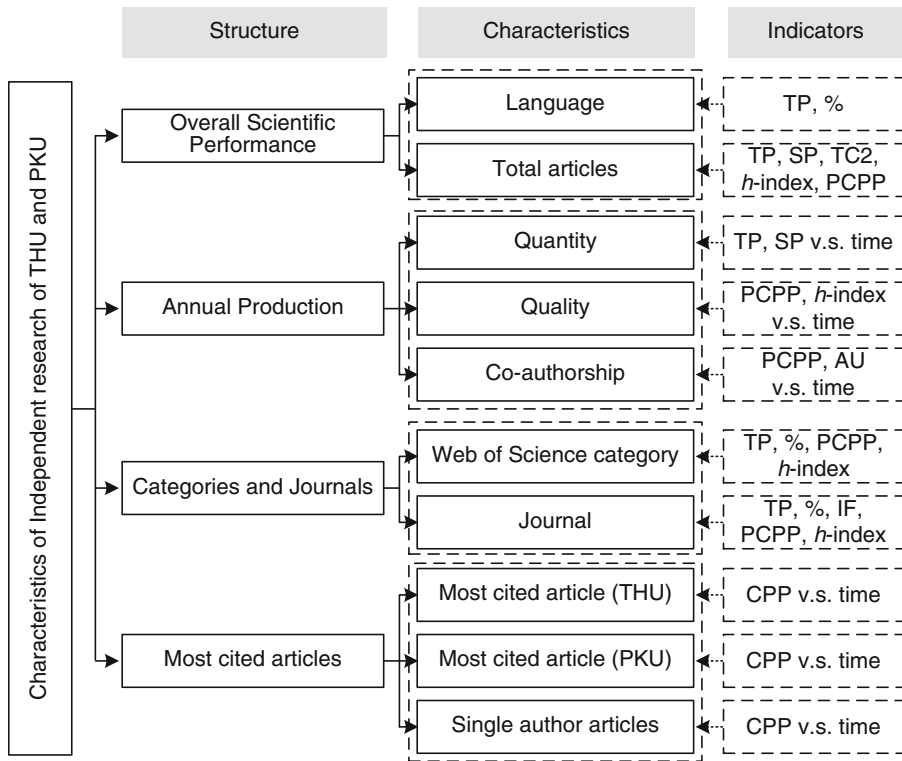 Structure
Characteristics
Indicators
Characteristics of Independent research of THU and PKU
Overall Scientific
Performance
Language
TP, %
Total articles
TP, SP, TC2,
h-index, PCPP
Annual Production
Quantity
TP, SP v.s. time
Quality
PCPP, h-index
v.s. time
Co-authorship
PCPP, AU
v.s. time
Categories and Journals
Web of Science category
TP, %, PCPP,
h-index
Journal
TP, %, IF,
PCPP, h-index
Most cited articles
Most cited article (THU)
CPP v.s. time
Most cited article (PKU)
CPP v.s. time
Single author articles
CPP v.s. time